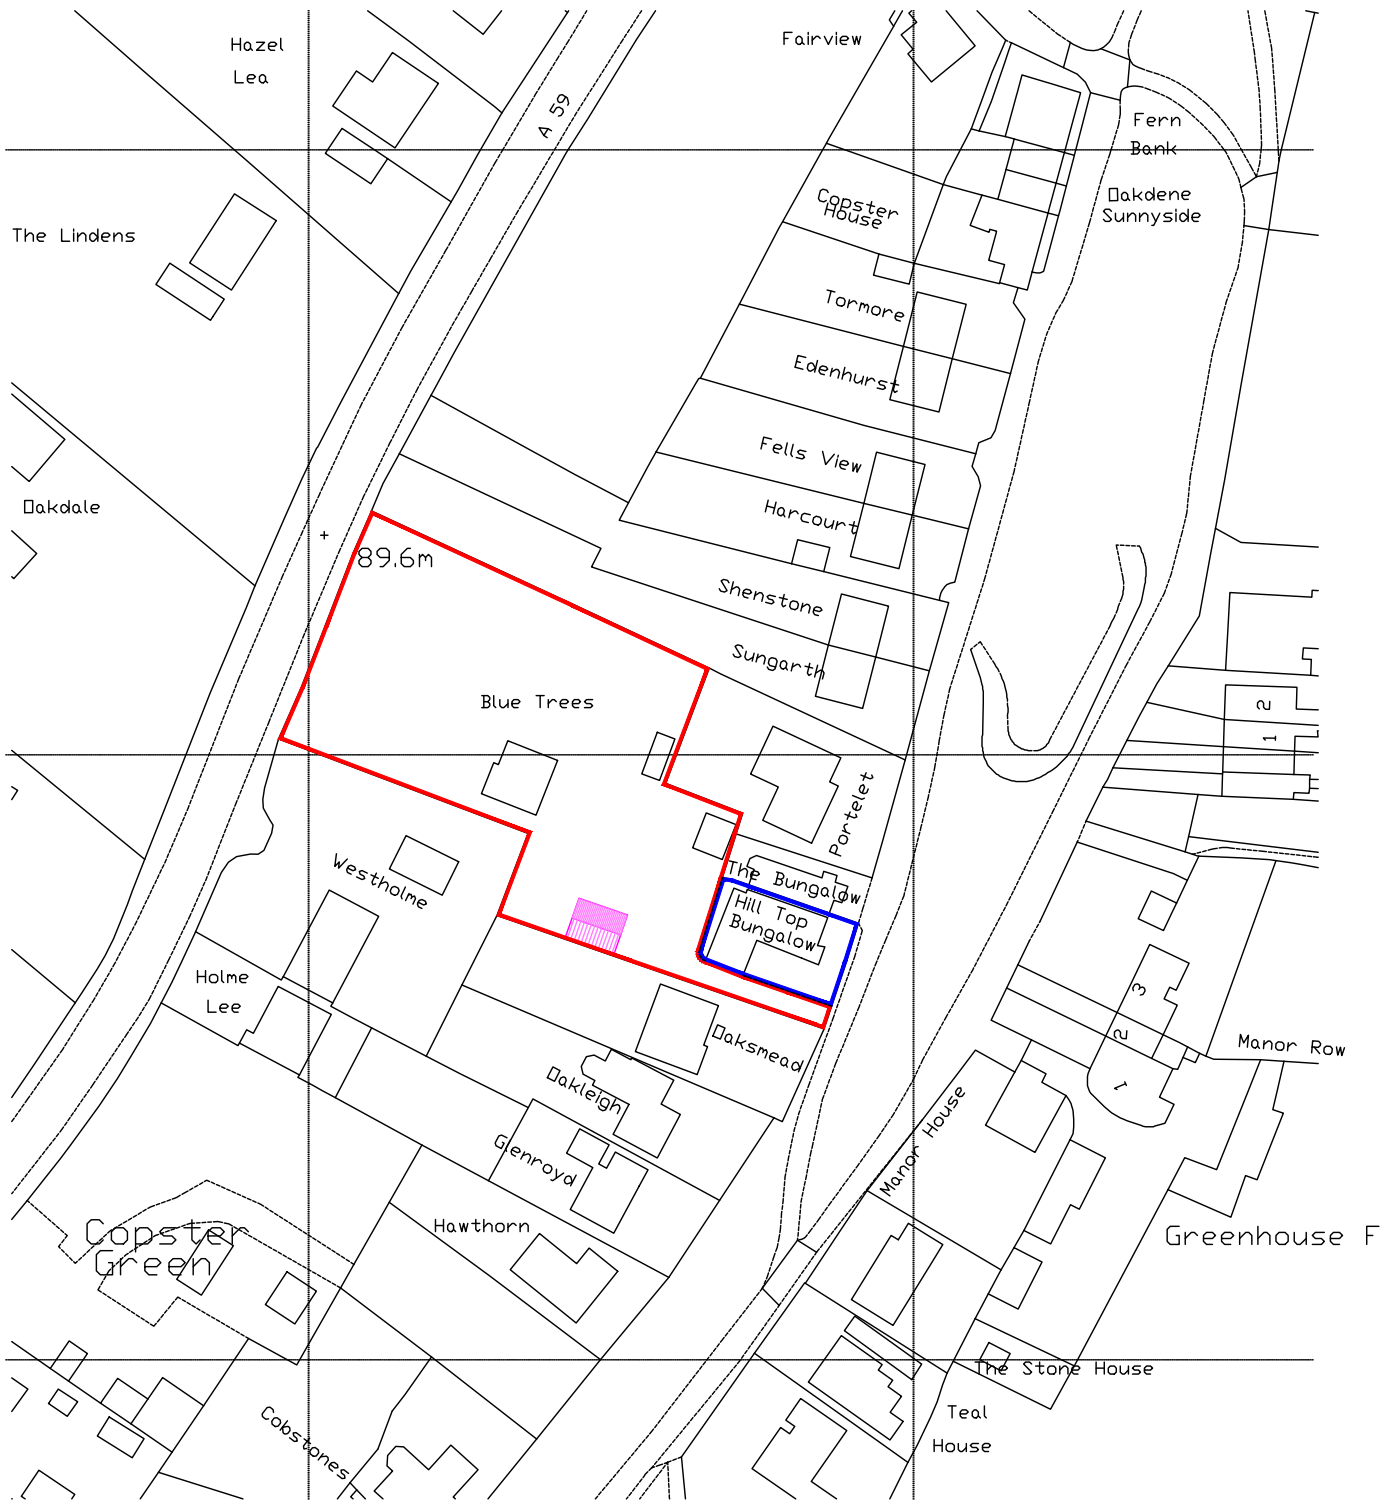 Hazel
Lea
Fairview
A 59
Fern
Bank
Oakdene
Sunnyside
Copster
House
The Lindens
Tormore
Edenhurst
Fells View
Harcourt
Oakdale
89.6m
Shenstone
Sungarth
Blue Trees
2
1
Portelet
Westholme
The Bungalow
Hill Top
Bungalow
Holme
Lee
3
2
1
Oaksmead
Manor Row
Oakleigh
Manor House
Glenroyd
Hawthorn
Copster
Green
Greenhouse F
The Stone House
Teal
House
Cobstones